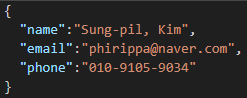 {
"name":"Sung-pil, Kim",
"email":"phirippa@naver.com",
"phone":"010-9105-9034"
}